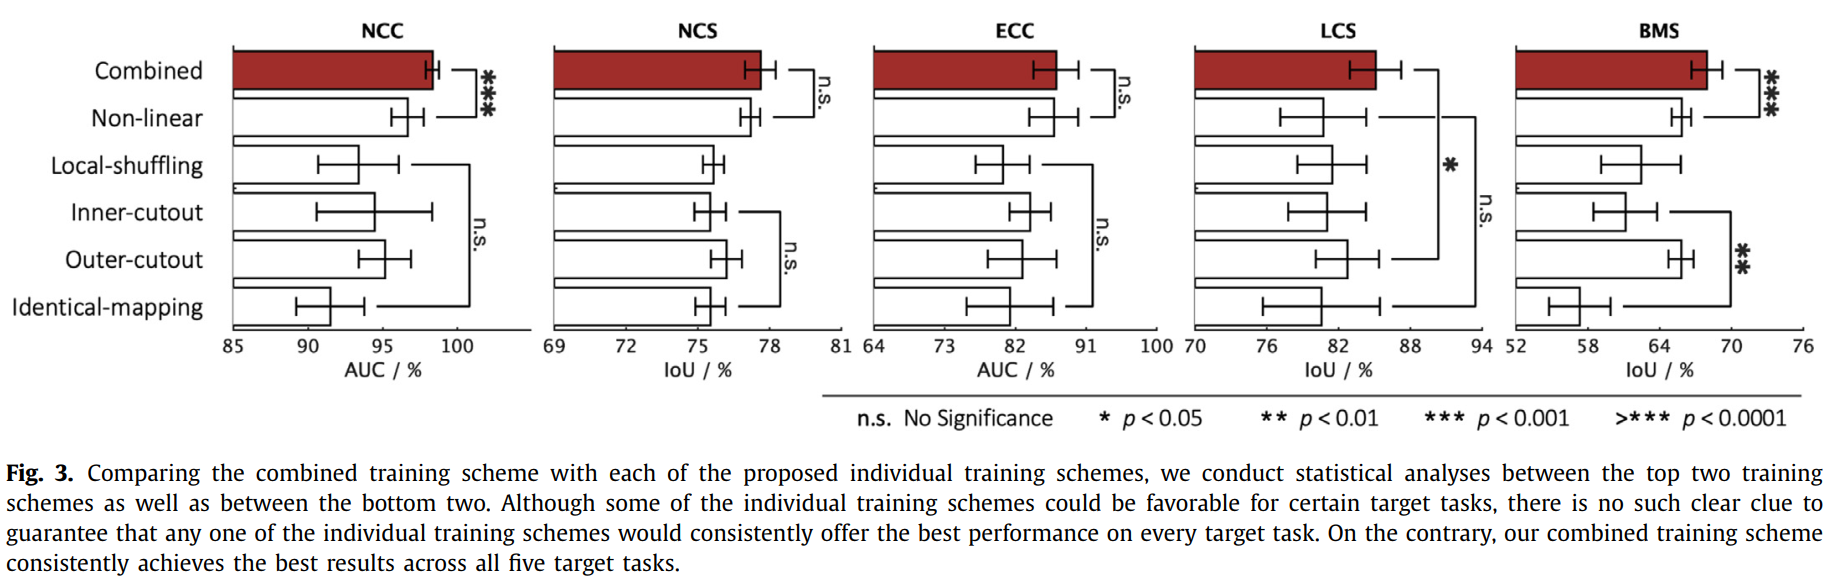 NCC NCS ECC LCS BMS
Combined
Non-linear
Local-shuffling
Inner-cutout
Outer-cutout
Identical-mapping
*** n.s. n.s. * ***
n.s. n.s. n.s. n.s. **
85 90 95 100 69 72 75 78 81 64 73 82 91 100 70 76 82 88 94 52 58 64 70 76
AUC / % IoU / % AUC / % IoU / % IoU / %
n.s. No Significance * p < 0.05 ** p < 0.01 *** p < 0.001 >*** p < 0.0001
Fig. 3. Comparing the combined training scheme with each of the proposed individual training schemes, we conduct statistical analyses between the top two training
schemes as well as between the bottom two. Although some of the individual training schemes could be favorable for certain target tasks, there is no such clear clue to
guarantee that any one of the individual training schemes would consistently offer the best performance on every target task. On the contrary, our combined training scheme
consistently achieves the best results across all five target tasks.